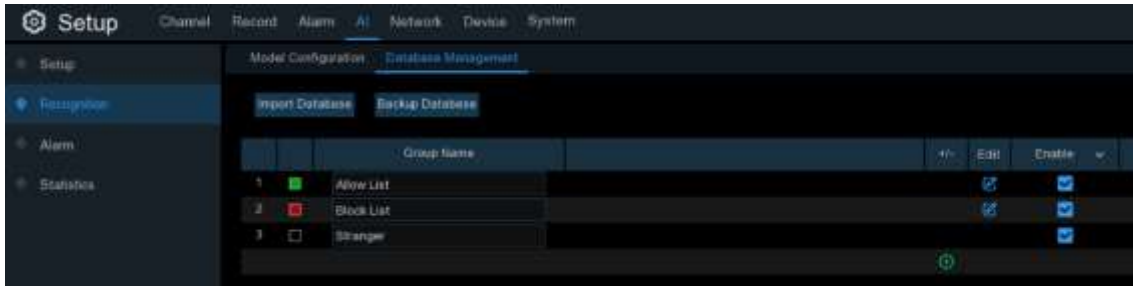 Setup Channel Record Alarm AI Network Device System
Setup Model Configuration Database Management
Recognition Import Database Backup Database
Alarm Group Name +/- Edit Enable
Statistics 1 Allow List
2 Block List
3 Stranger